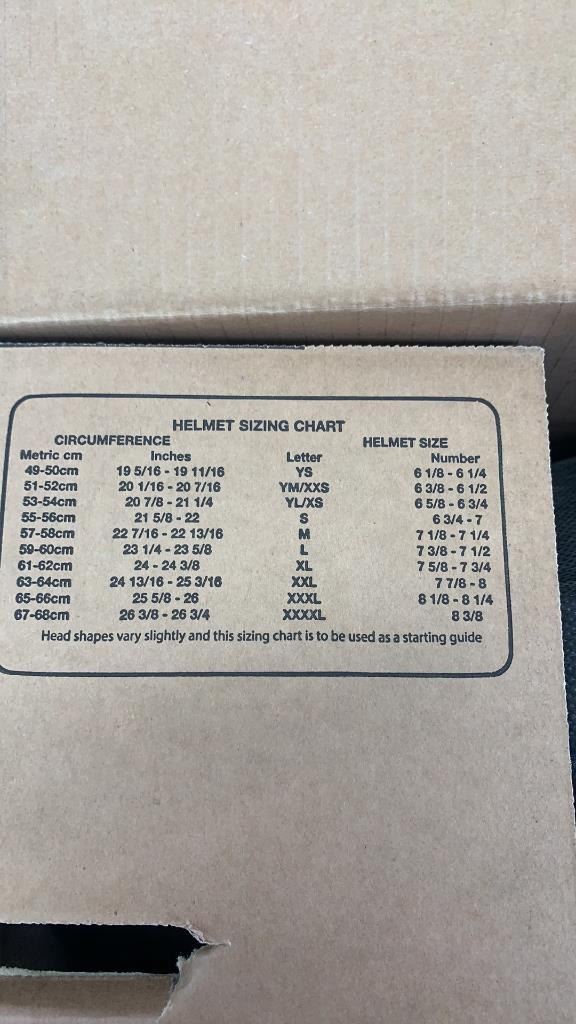 HELMET SIZING CHART
CIRCUMFERENCE HELMET SIZE
Metric cm Inches Letter Number
49-50cm 19 5/16 - 19 11/16 YS 6 1/8 - 6 1/4
51-52cm 20 1/16 - 20 7/16 YM/XXS 6 3/8 - 6 1/2
53-54cm 20 7/8 - 21 1/4 YL/XS 6 5/8 - 6 3/4
55-56cm 21 5/8 - 22 S 6 3/4 - 7
57-58cm 22 7/16 - 22 13/16 M 7 1/8 - 7 1/4
59-60cm 23 1/4 - 23 5/8 L 7 3/8 - 7 1/2
61-62cm 24 - 24 3/8 XL 7 5/8 - 7 3/4
63-64cm 24 13/16 - 25 3/16 XXL 7 7/8 - 8
65-66cm 25 5/8 - 26 XXXL 8 1/8 - 8 1/4
67-68cm 26 3/8 - 26 3/4 XXXXL 8 3/8
Head shapes vary slightly and this sizing chart is to be used as a starting guide